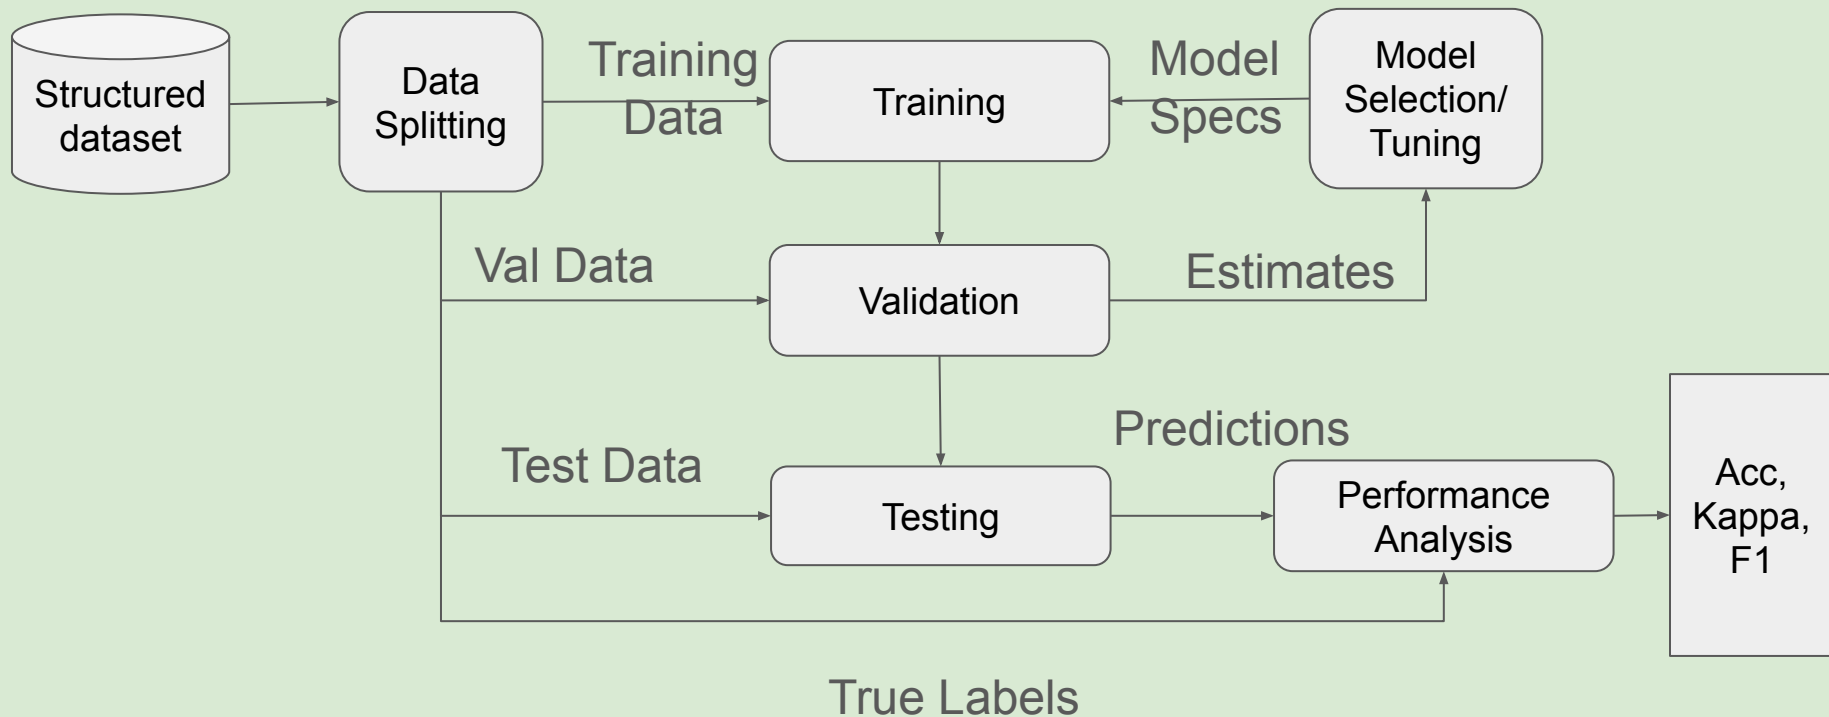 Structured
dataset
Data
Splitting
Training
Data
Training
Model
Specs
Model
Selection/
Tuning
Val Data
Validation
Estimates
Test Data
Testing
Predictions
Performance
Analysis
Acc,
Kappa,
F1
True Labels